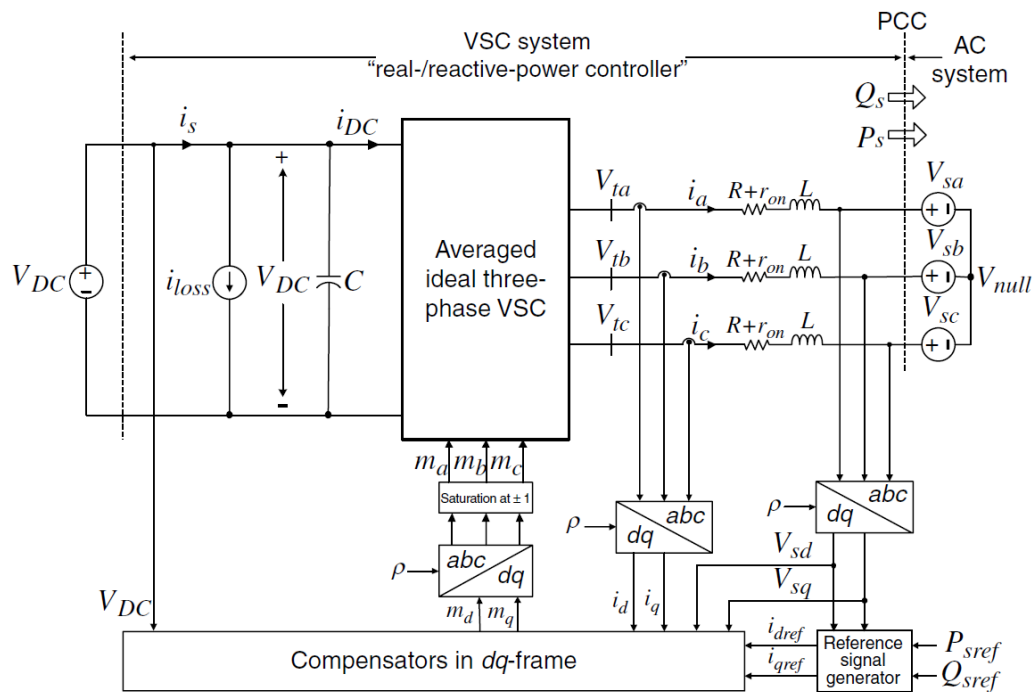 VSC system
"real-/reactive-power controller"
PCC
AC
system
Q_s
P_s
i_s
i_DC
+
V_ta
i_a
R+r_on
L
V_sa
+ -
Averaged
ideal three-
phase VSC
V_tb
i_b
R+r_on
L
V_sb
+ -
V_null
V_DC
+
-
i_loss
V_DC
C
V_tc
i_c
R+r_on
L
V_sc
+ -
-
m_a m_b m_c
Saturation at ± 1
ρ
abc
dq
ρ
abc
dq
ρ
abc
dq
V_sd
V_sq
V_DC
m_d
m_q
i_d
i_q
i_dref
i_qref
Compensators in dq-frame
Reference
signal
generator
P_sref
Q_sref